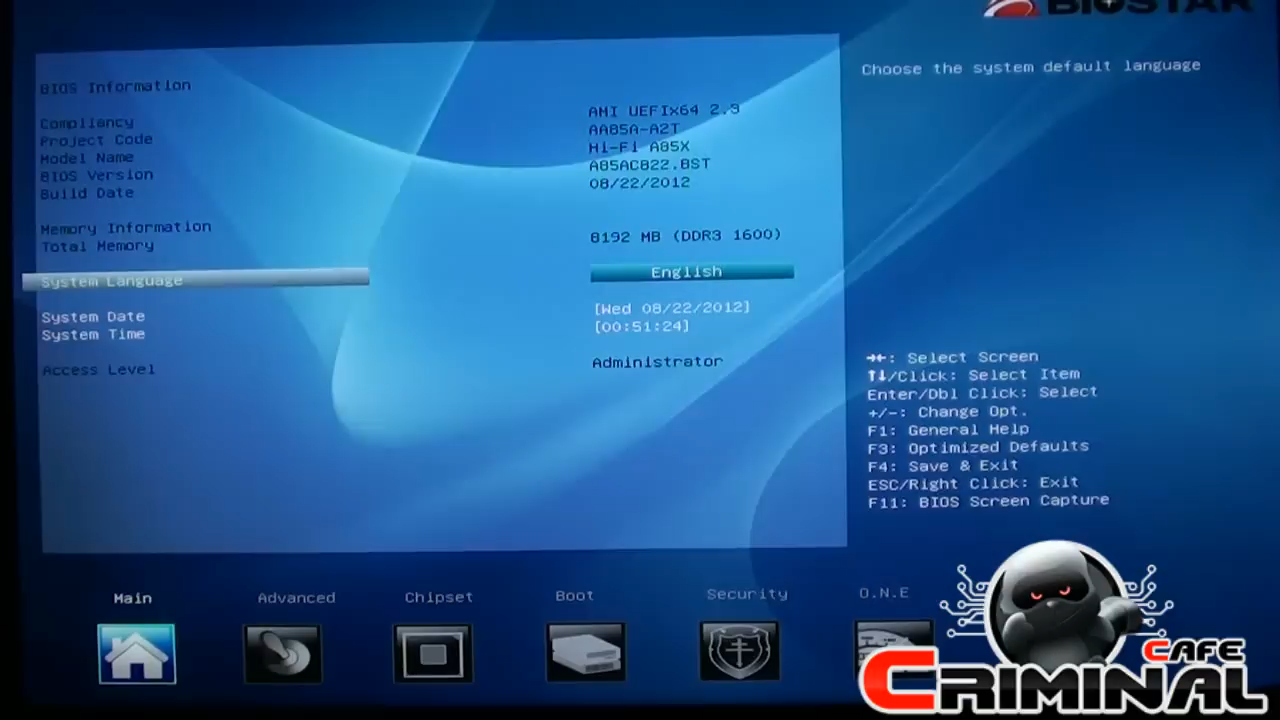 BIOSTAR
Choose the system default language
BIOS Information
Compliancy AMI UEFIx64 2.3
Project Code AA85A-A2T
Model Name Hi-Fi A85X
BIOS Version A85AC822.BST
Build Date 08/22/2012
Memory Information
Total Memory 8192 MB (DDR3 1600)
System Language English
System Date [Wed 08/22/2012]
System Time [00:51:24]
Access Level Administrator
→←: Select Screen
↑↓/Click: Select Item
Enter/Dbl Click: Select
+/-: Change Opt.
F1: General Help
F3: Optimized Defaults
F4: Save & Exit
ESC/Right Click: Exit
F11: BIOS Screen Capture
Main Advanced Chipset Boot Security O.N.E
CAFE
CRIMINAL